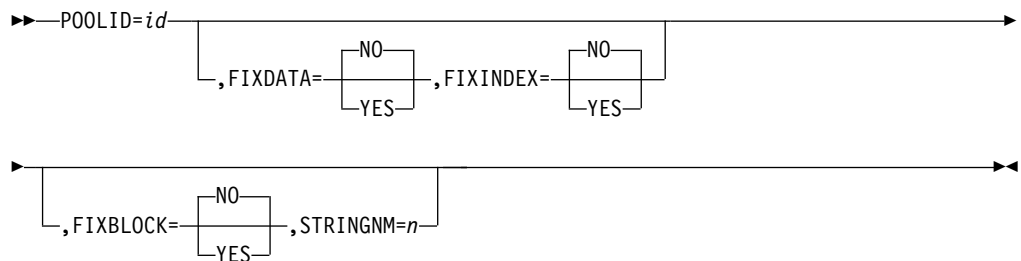 POOLID=id
NO NO
,FIXDATA= ,FIXINDEX=
YES YES
NO
,FIXBLOCK= ,STRINGNM=n
YES